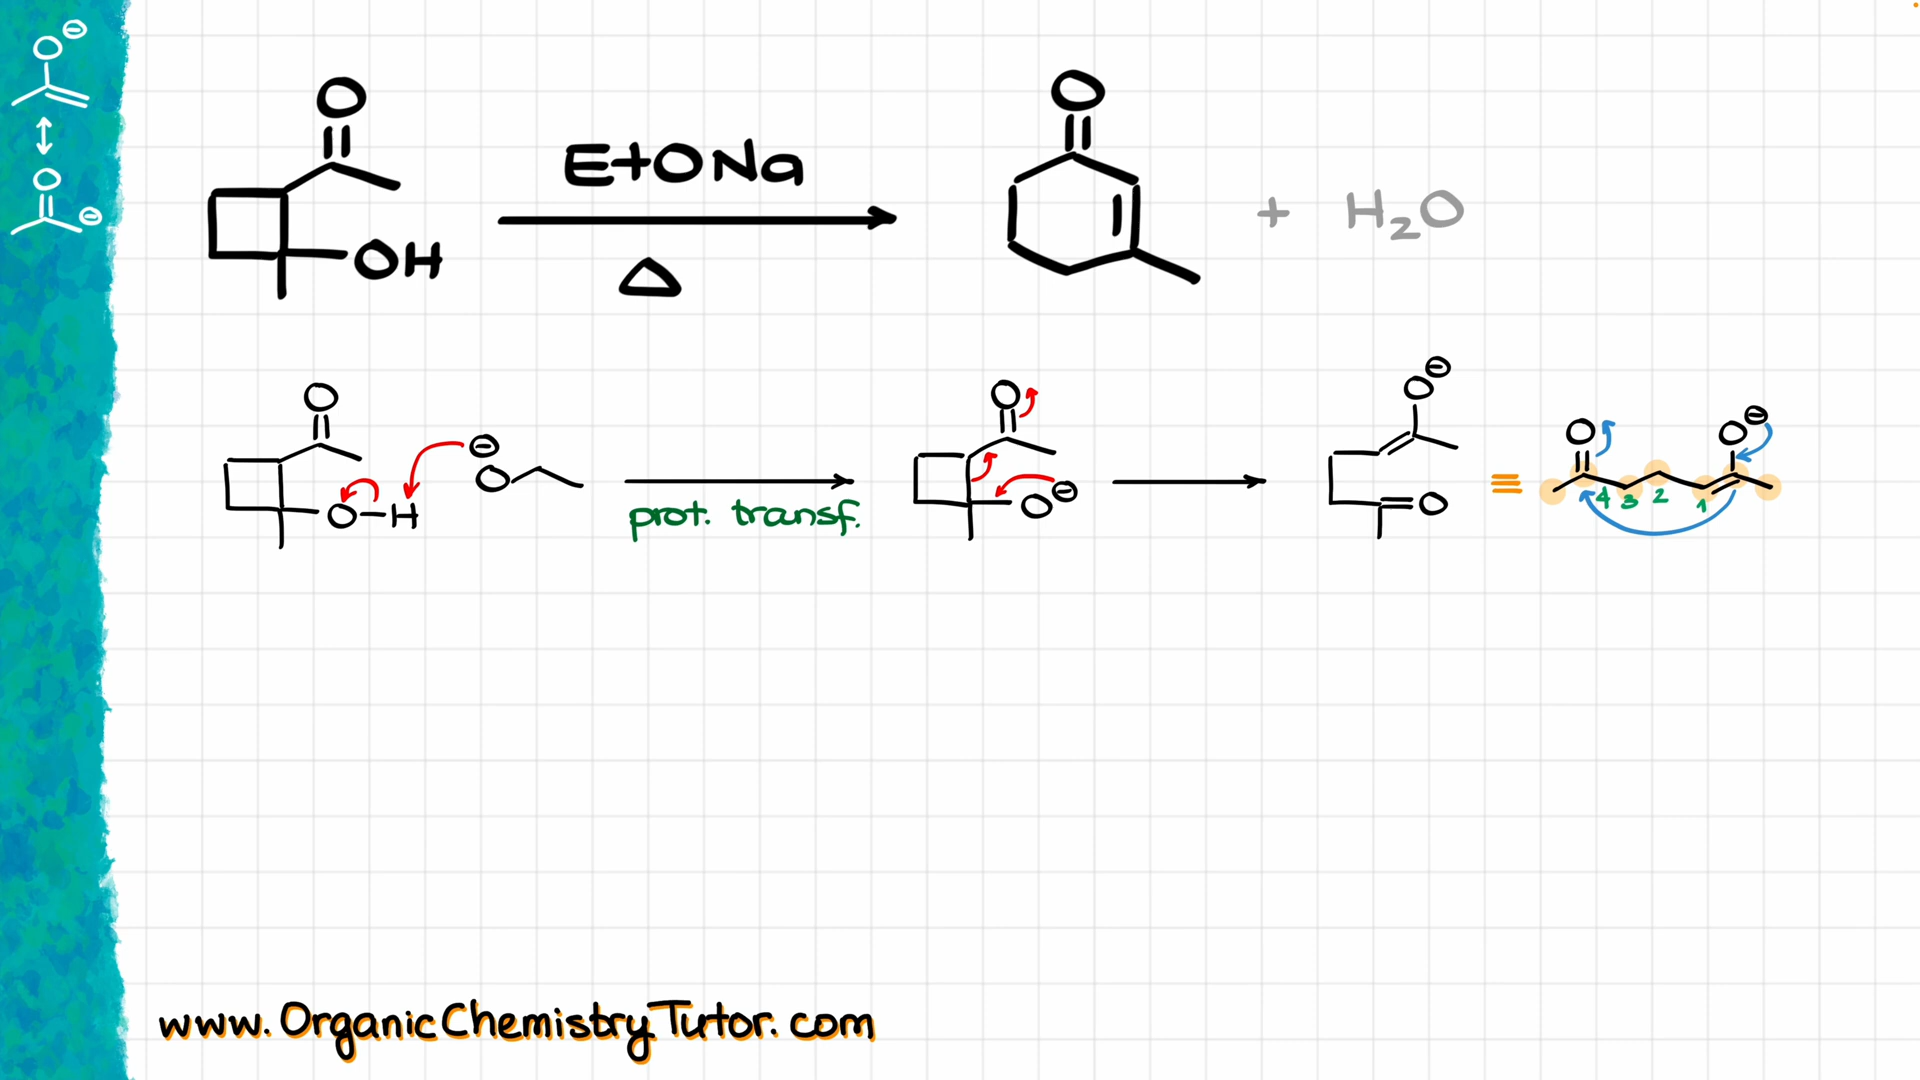 O⊖
O
⊖
O
EtONa
OH
Δ
O
+ H₂O
O
O–H
⊖
O
prot. transf.
O
O⊖
O⊖
O
≡
O
O⊖
4 3 2 1
www.OrganicChemistryTutor.com